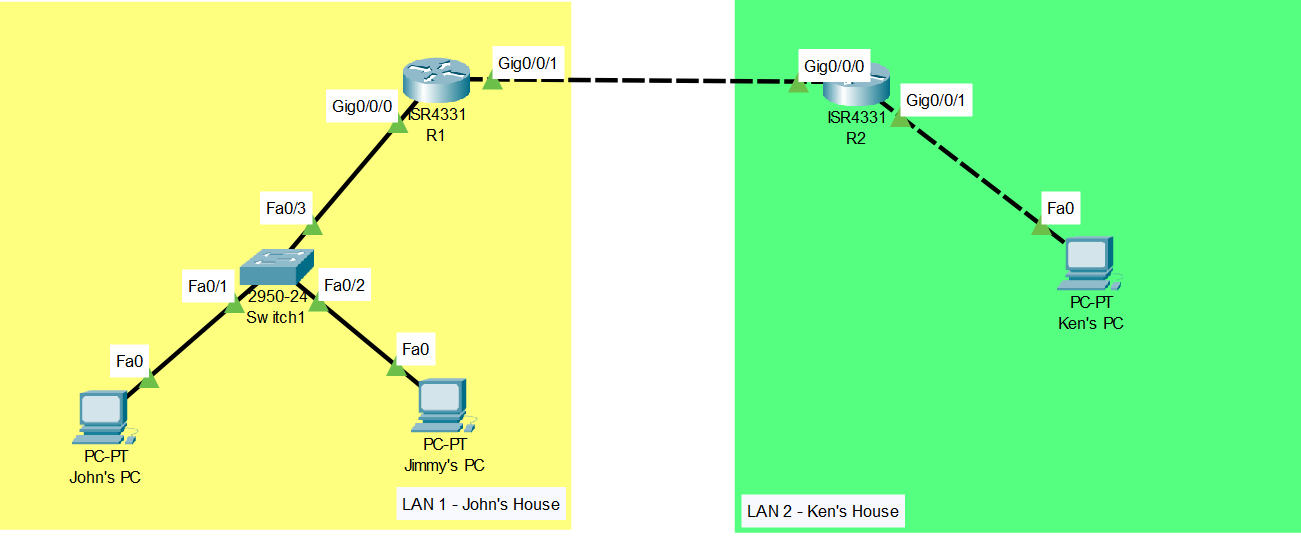 Gig0/0/1
Gig0/0/0
ISR4331
R1
Fa0/3
Fa0/1
Fa0/2
2950-24
Switch1
Fa0
PC-PT
John's PC
Fa0
PC-PT
Jimmy's PC
LAN 1 - John's House
Gig0/0/0
ISR4331
R2
Gig0/0/1
Fa0
PC-PT
Ken's PC
LAN 2 - Ken's House